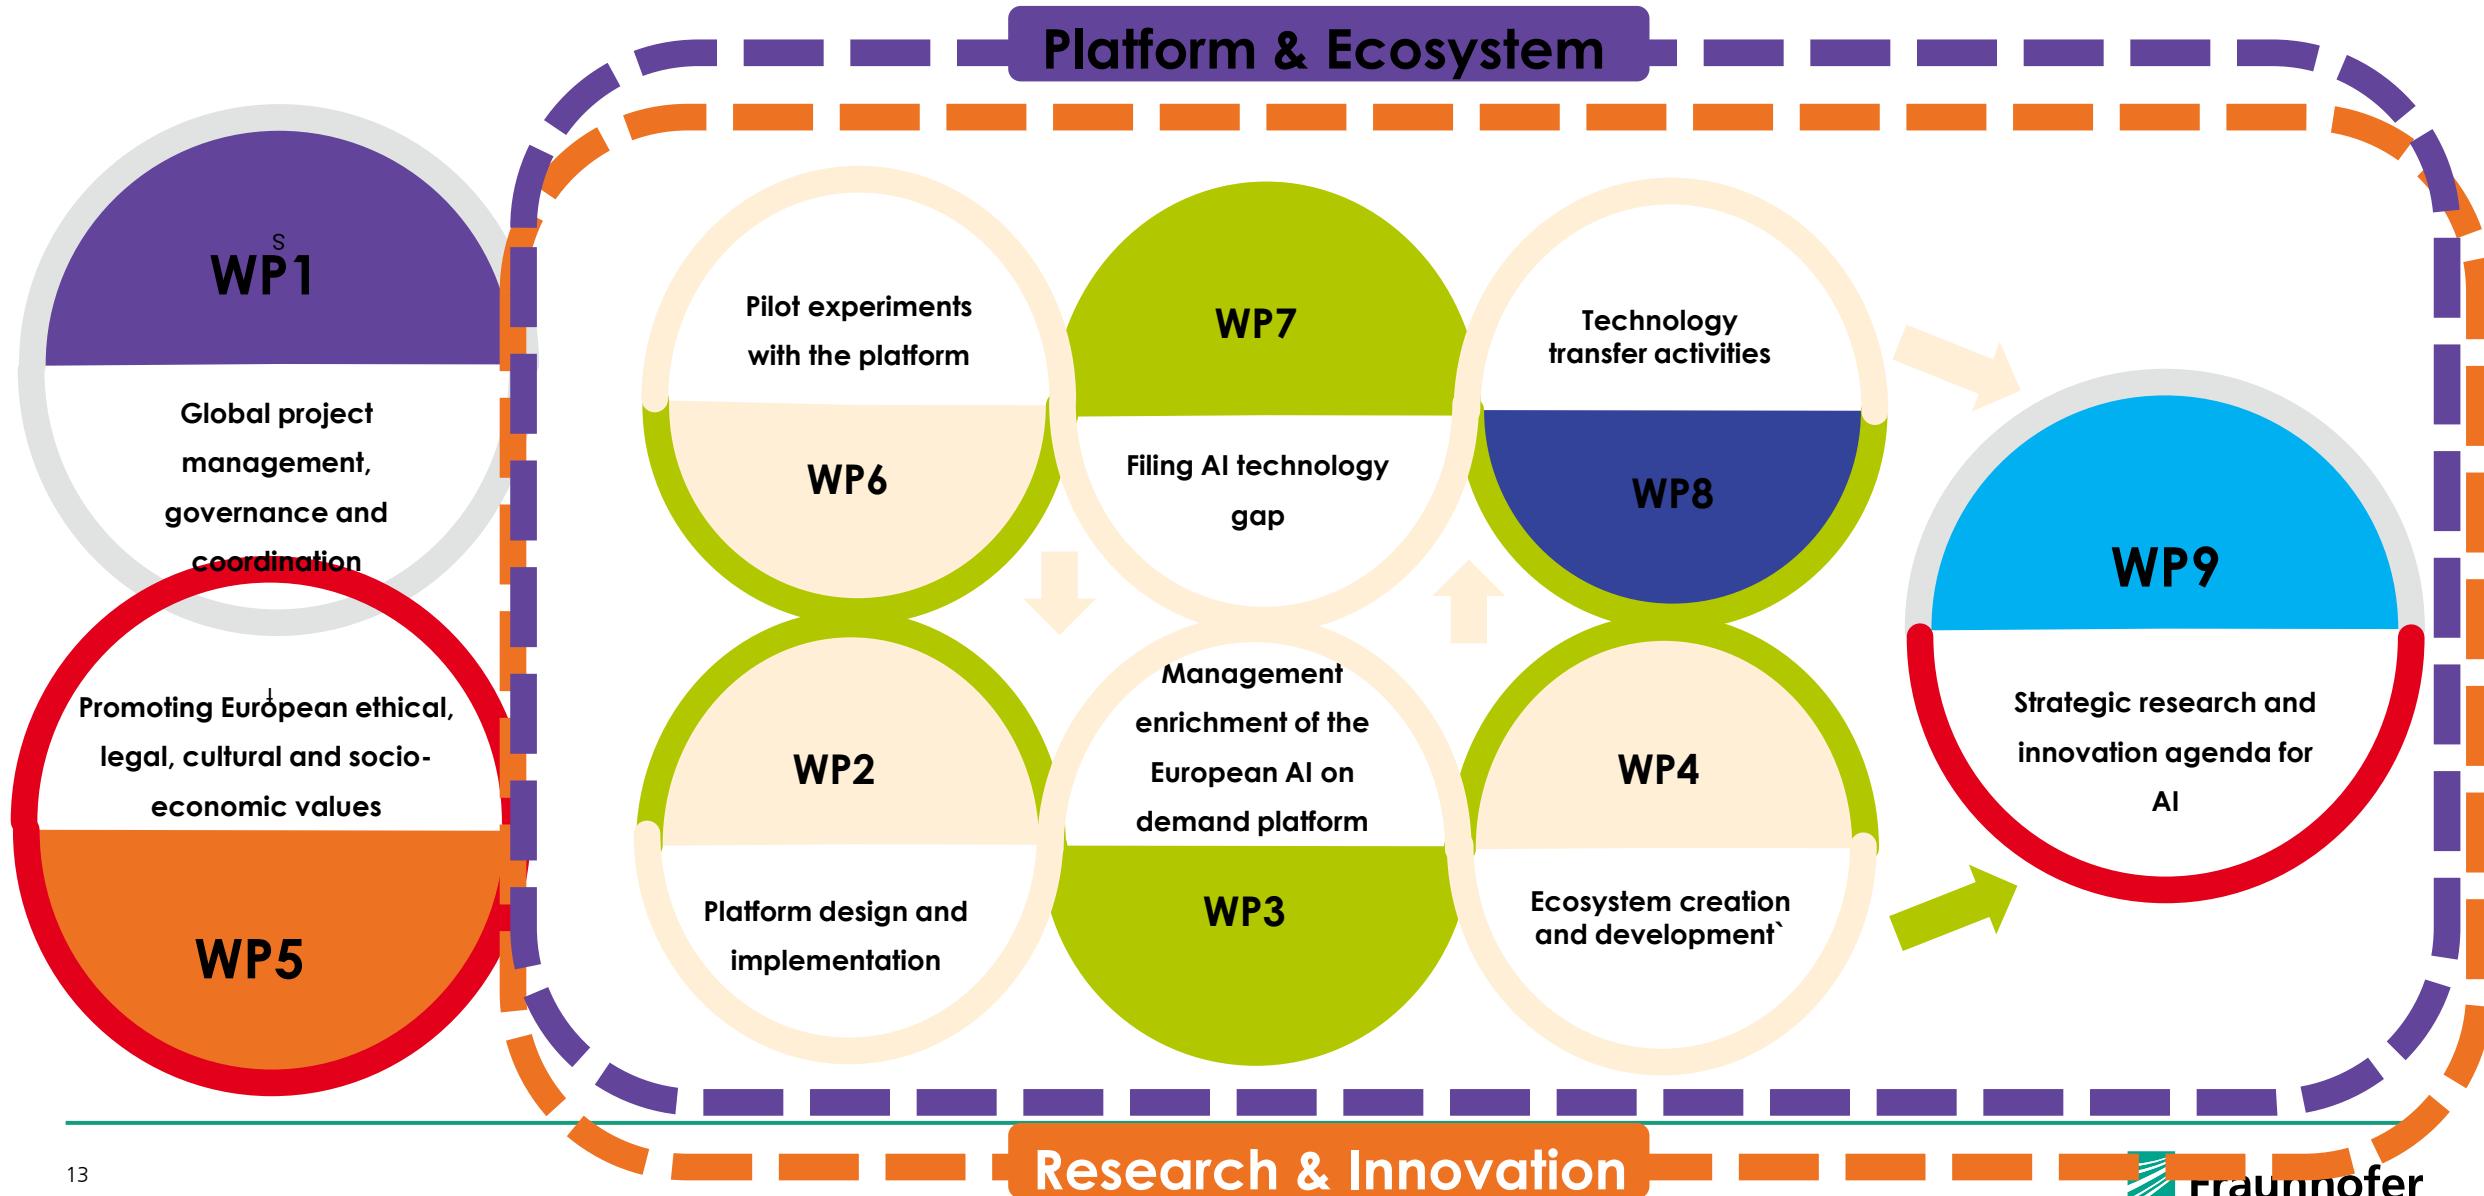 Platform & Ecosystem
s
WP1
Global project
management,
governance and
coordination
Promoting European ethical,
legal, cultural and socio-
economic values
WP5
Pilot experiments
with the platform
WP6
WP7
Filing AI technology
gap
Technology
transfer activities
WP8
WP2
Platform design and
implementation
Management
enrichment of the
European AI on
demand platform
WP3
WP4
Ecosystem creation
and development`
WP9
Strategic research and
innovation agenda for
AI
Research & Innovation
13
Fraunhofer